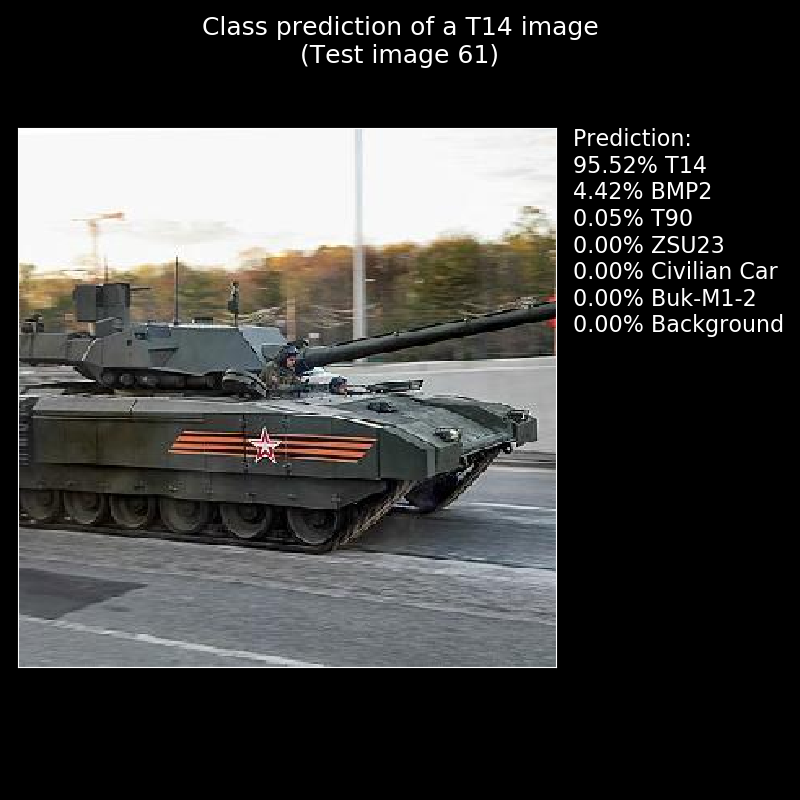 Class prediction of a T14 image
(Test image 61)
Prediction:
95.52% T14
4.42% BMP2
0.05% T90
0.00% ZSU23
0.00% Civilian Car
0.00% Buk-M1-2
0.00% Background